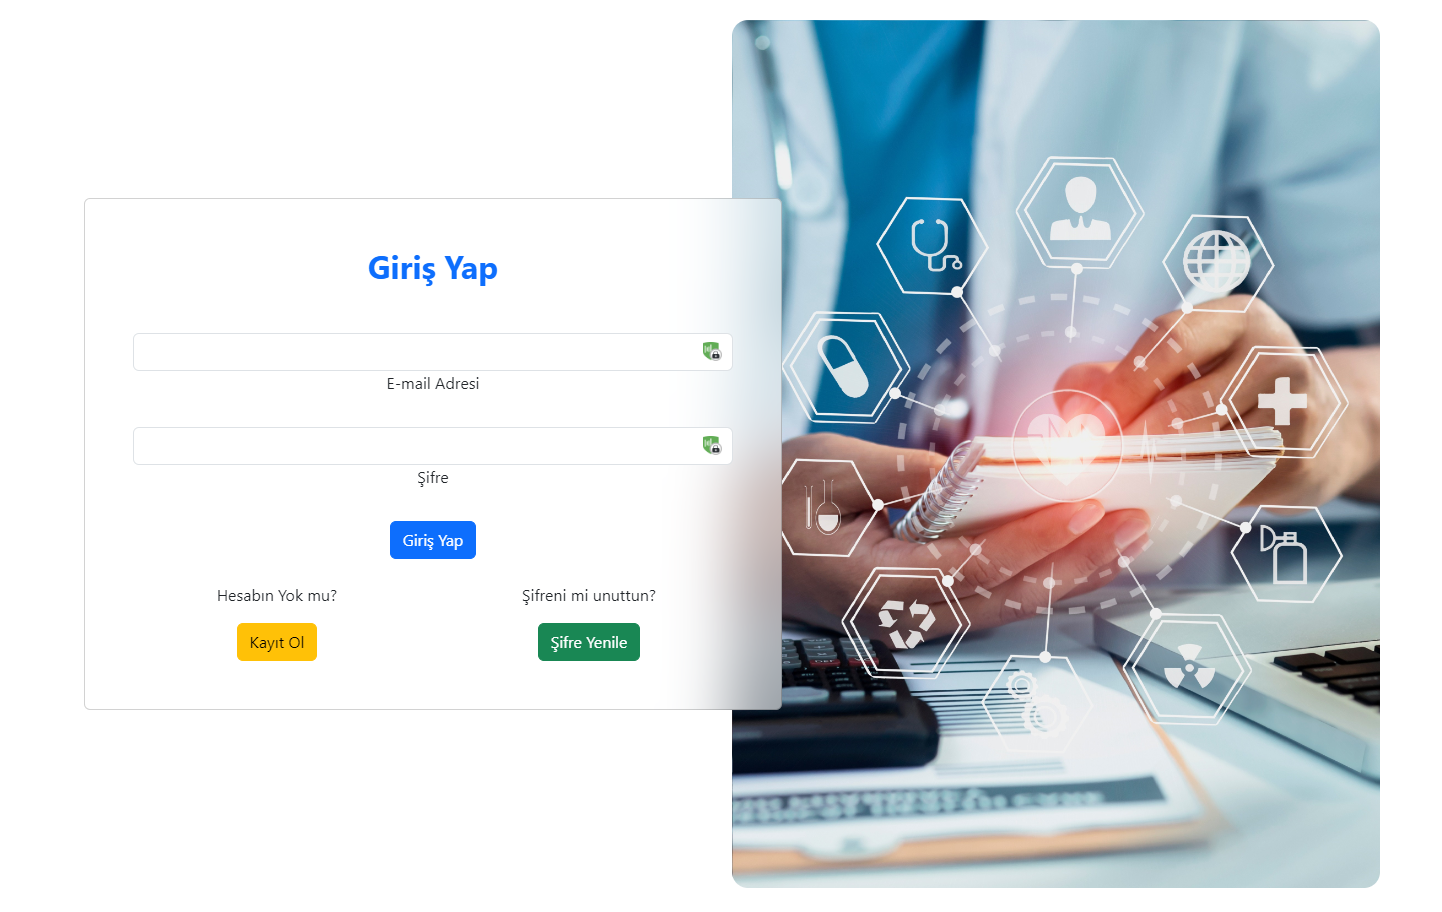 Giriş Yap
E-mail Adresi
Şifre
Giriş Yap
Hesabın Yok mu?
Şifreni mi unuttun?
Kayıt Ol
Şifre Yenile